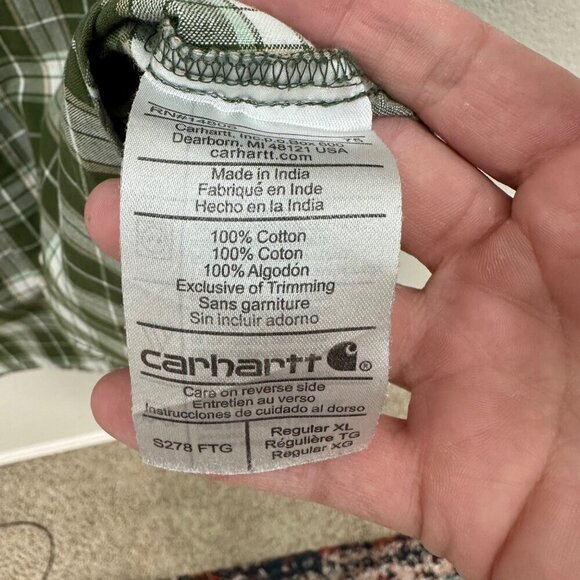 Carhartt, Inc.
Dearborn, MI 48121 USA
carhartt.com
Made in India
Fabriqué en Inde
Hecho en la India
100% Cotton
100% Coton
100% Algodón
Exclusive of Trimming
Sans garniture
Sin incluir adorno
carhartt ®
Care on reverse side
Entretien au verso
Instrucciones de cuidado al dorso
S278 FTG
Regular XL
Régulière TG
Regular XG